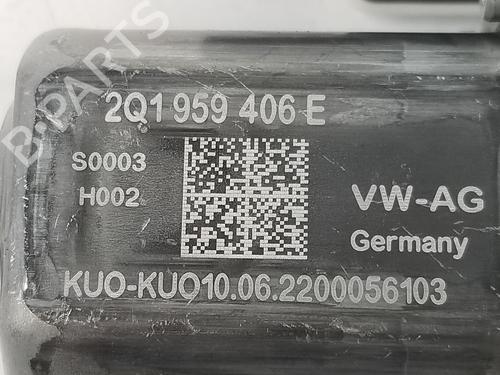 B-PARTS
2Q1 959 406 E
S0003
H002
VW-AG
Germany
KUO-KUO10.06.2200056103